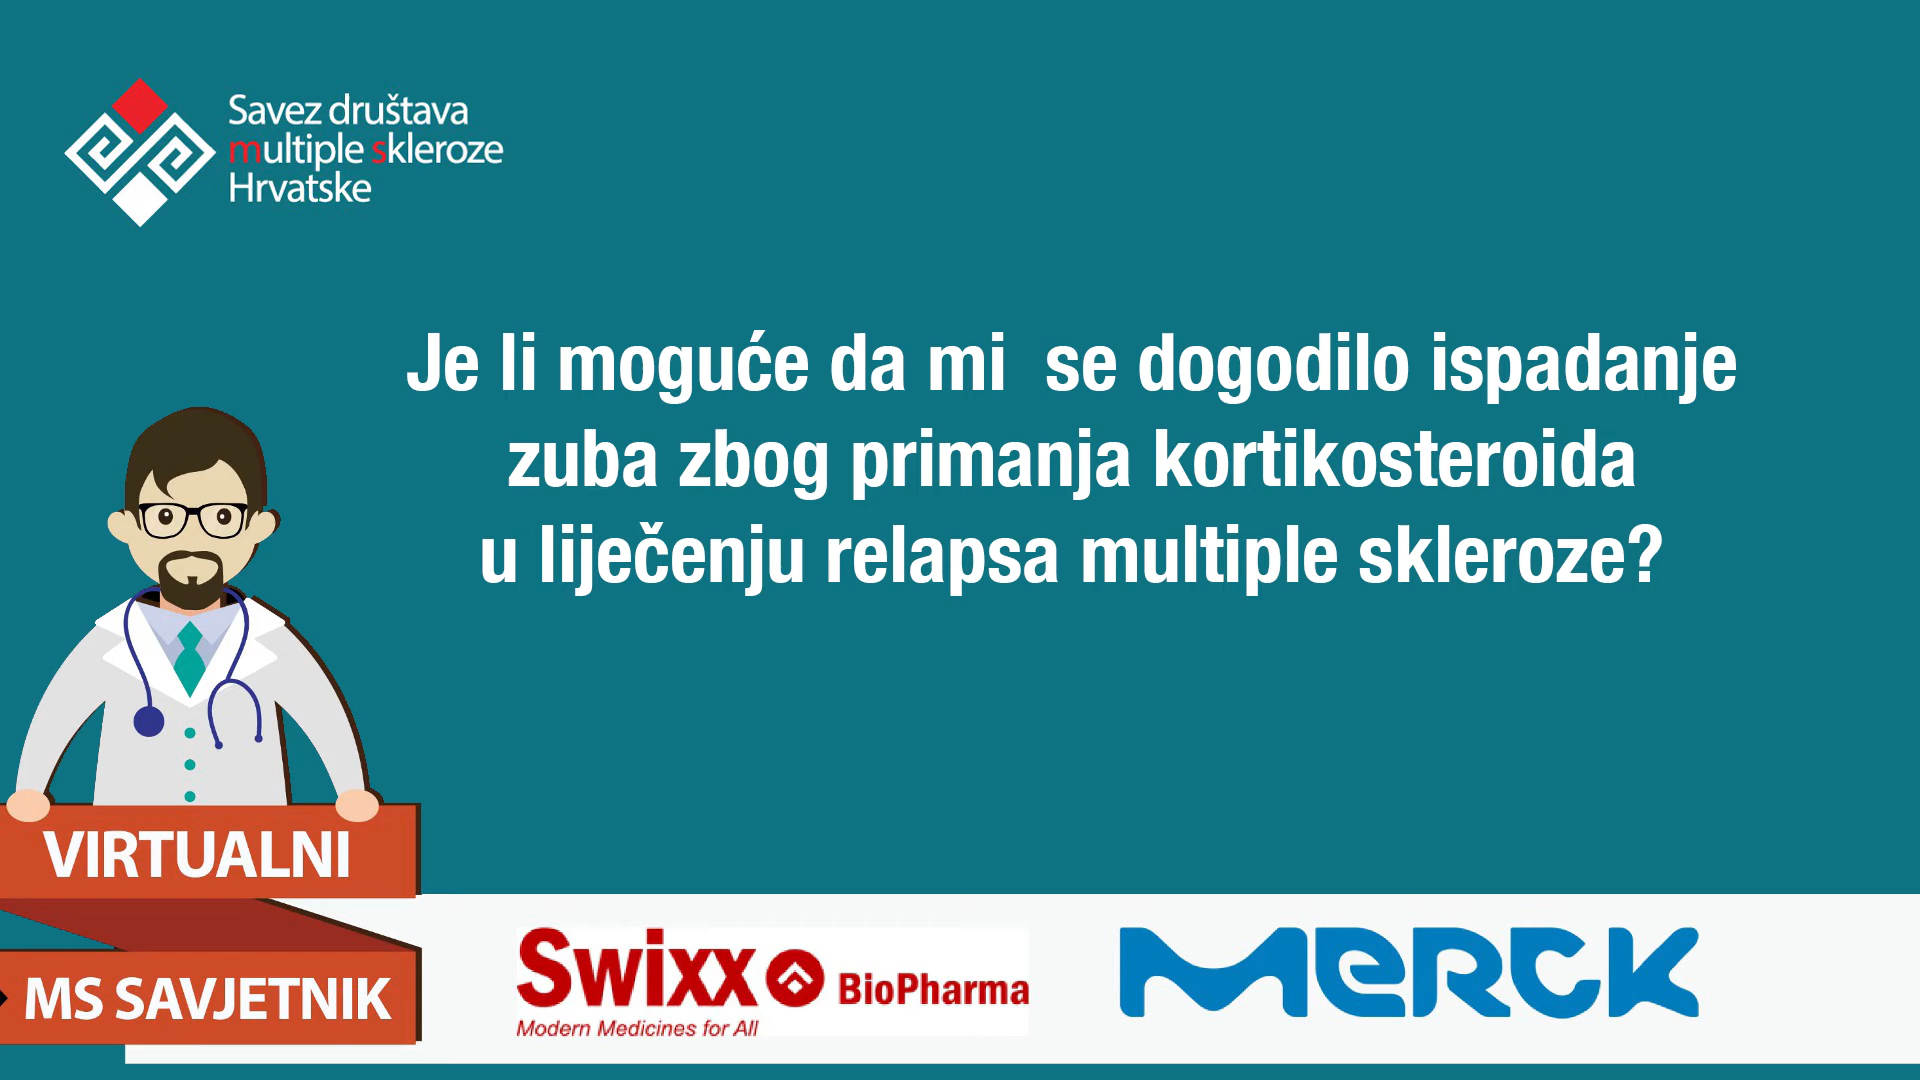 Savez društava
multiple skleroze
Hrvatske
Je li moguće da mi  se dogodilo ispadanje
zuba zbog primanja kortikosteroida
u liječenju relapsa multiple skleroze?
VIRTUALNI
MS SAVJETNIK
Swixx BioPharma
Modern Medicines for All
MERCK